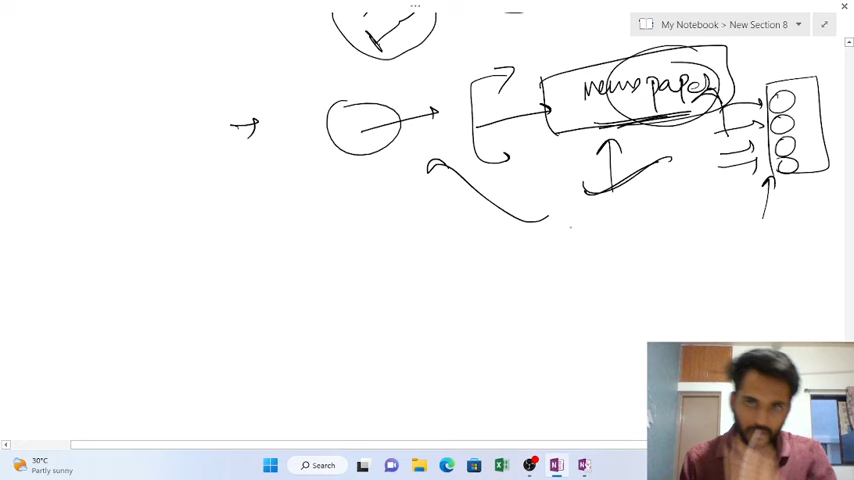 My Notebook > New Section 8
newspaper
30°C
Partly sunny
Search